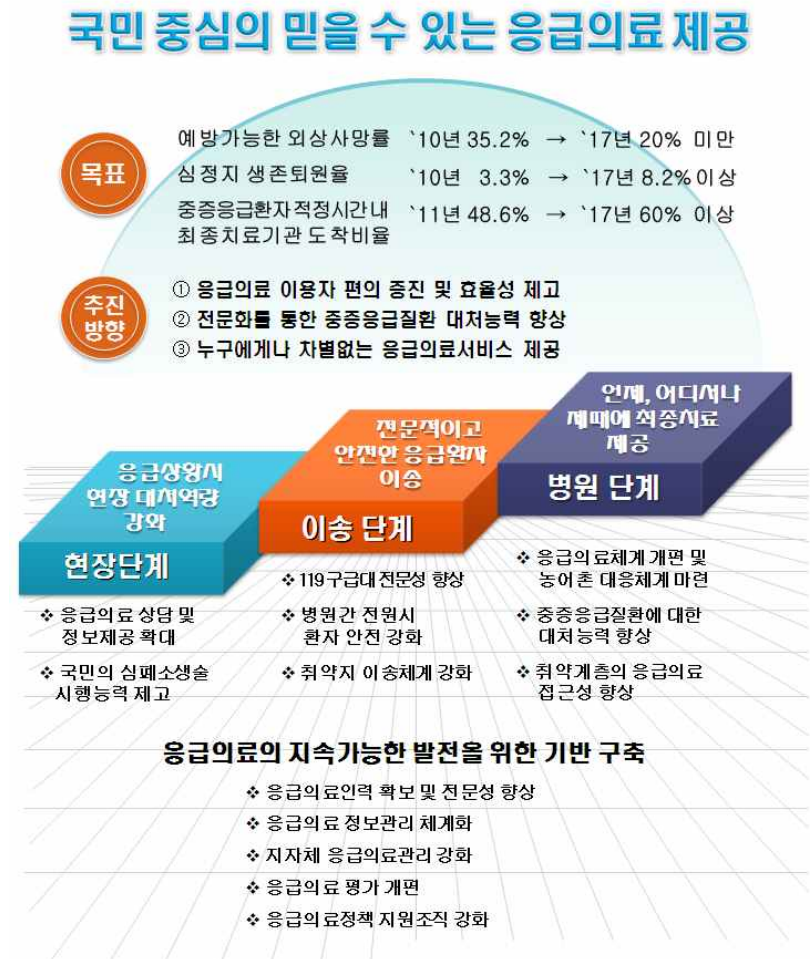 국민 중심의 믿을 수 있는 응급의료 제공
목표
예방가능한 외상사망률 `10년 35.2% → `17년 20% 미만
심정지 생존퇴원율 `10년 3.3% → `17년 8.2% 이상
중증응급환자 적정시간 내 `11년 48.6% → `17년 60% 이상
최종치료기관 도착비율
추진
방향
① 응급의료 이용자 편의 증진 및 효율성 제고
② 전문화를 통한 중증응급질환 대처능력 향상
③ 누구에게나 차별없는 응급의료서비스 제공
응급상황시
현장 대처역량
강화
현장단계
❖ 응급의료 상담 및
정보제공 확대
❖ 국민의 심폐소생술
시행능력 제고
전문적이고
안전한 응급환자
이송
이송 단계
❖ 119구급대 전문성 향상
❖ 병원간 전원시
환자 안전 강화
❖ 취약지 이송체계 강화
언제, 어디서나
제때에 최종치료
제공
병원 단계
❖ 응급의료체계 개편 및
농어촌 대응체계 마련
❖ 중증응급질환에 대한
대처능력 향상
❖ 취약계층의 응급의료
접근성 향상
응급의료의 지속가능한 발전을 위한 기반 구축
❖ 응급의료인력 확보 및 전문성 향상
❖ 응급의료 정보관리 체계화
❖ 지자체 응급의료관리 강화
❖ 응급의료 평가 개편
❖ 응급의료정책 지원조직 강화